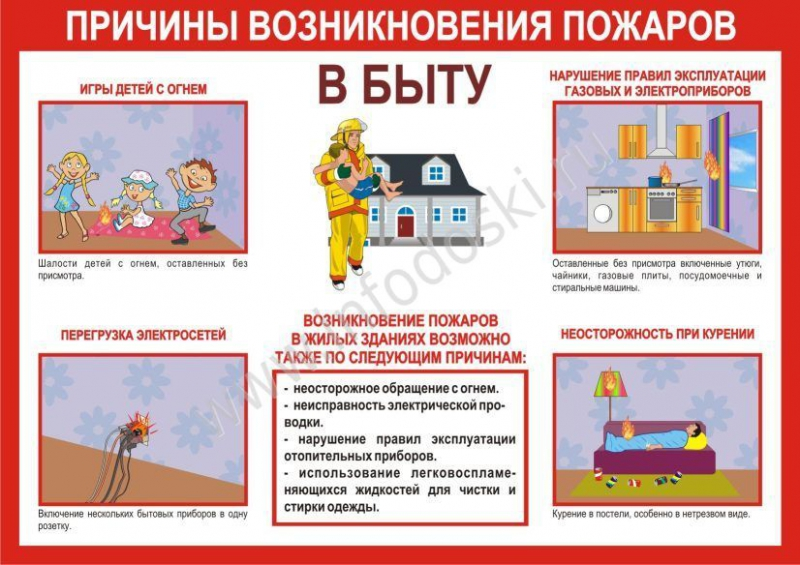 ПРИЧИНЫ ВОЗНИКНОВЕНИЯ ПОЖАРОВ
В БЫТУ
ИГРЫ ДЕТЕЙ С ОГНЕМ
Шалости детей с огнем, оставленных без
присмотра.
НАРУШЕНИЕ ПРАВИЛ ЭКСПЛУАТАЦИИ
ГАЗОВЫХ И ЭЛЕКТРОПРИБОРОВ
Оставленные без присмотра включенные утюги,
чайники, газовые плиты, посудомоечные и
стиральные машины.
ПЕРЕГРУЗКА ЭЛЕКТРОСЕТЕЙ
Включение нескольких бытовых приборов в одну
розетку.
ВОЗНИКНОВЕНИЕ ПОЖАРОВ
В ЖИЛЫХ ЗДАНИЯХ ВОЗМОЖНО
ТАКЖЕ ПО СЛЕДУЮЩИМ ПРИЧИНАМ:
- неосторожное обращение с огнем.
- неисправность электрической про-
водки.
- нарушение правил эксплуатации
отопительных приборов.
- использование легковоспламе-
няющихся жидкостей для чистки и
стирки одежды.
НЕОСТОРОЖНОСТЬ ПРИ КУРЕНИИ
Курение в постели, особенно в нетрезвом виде.
www.infodoski.ru